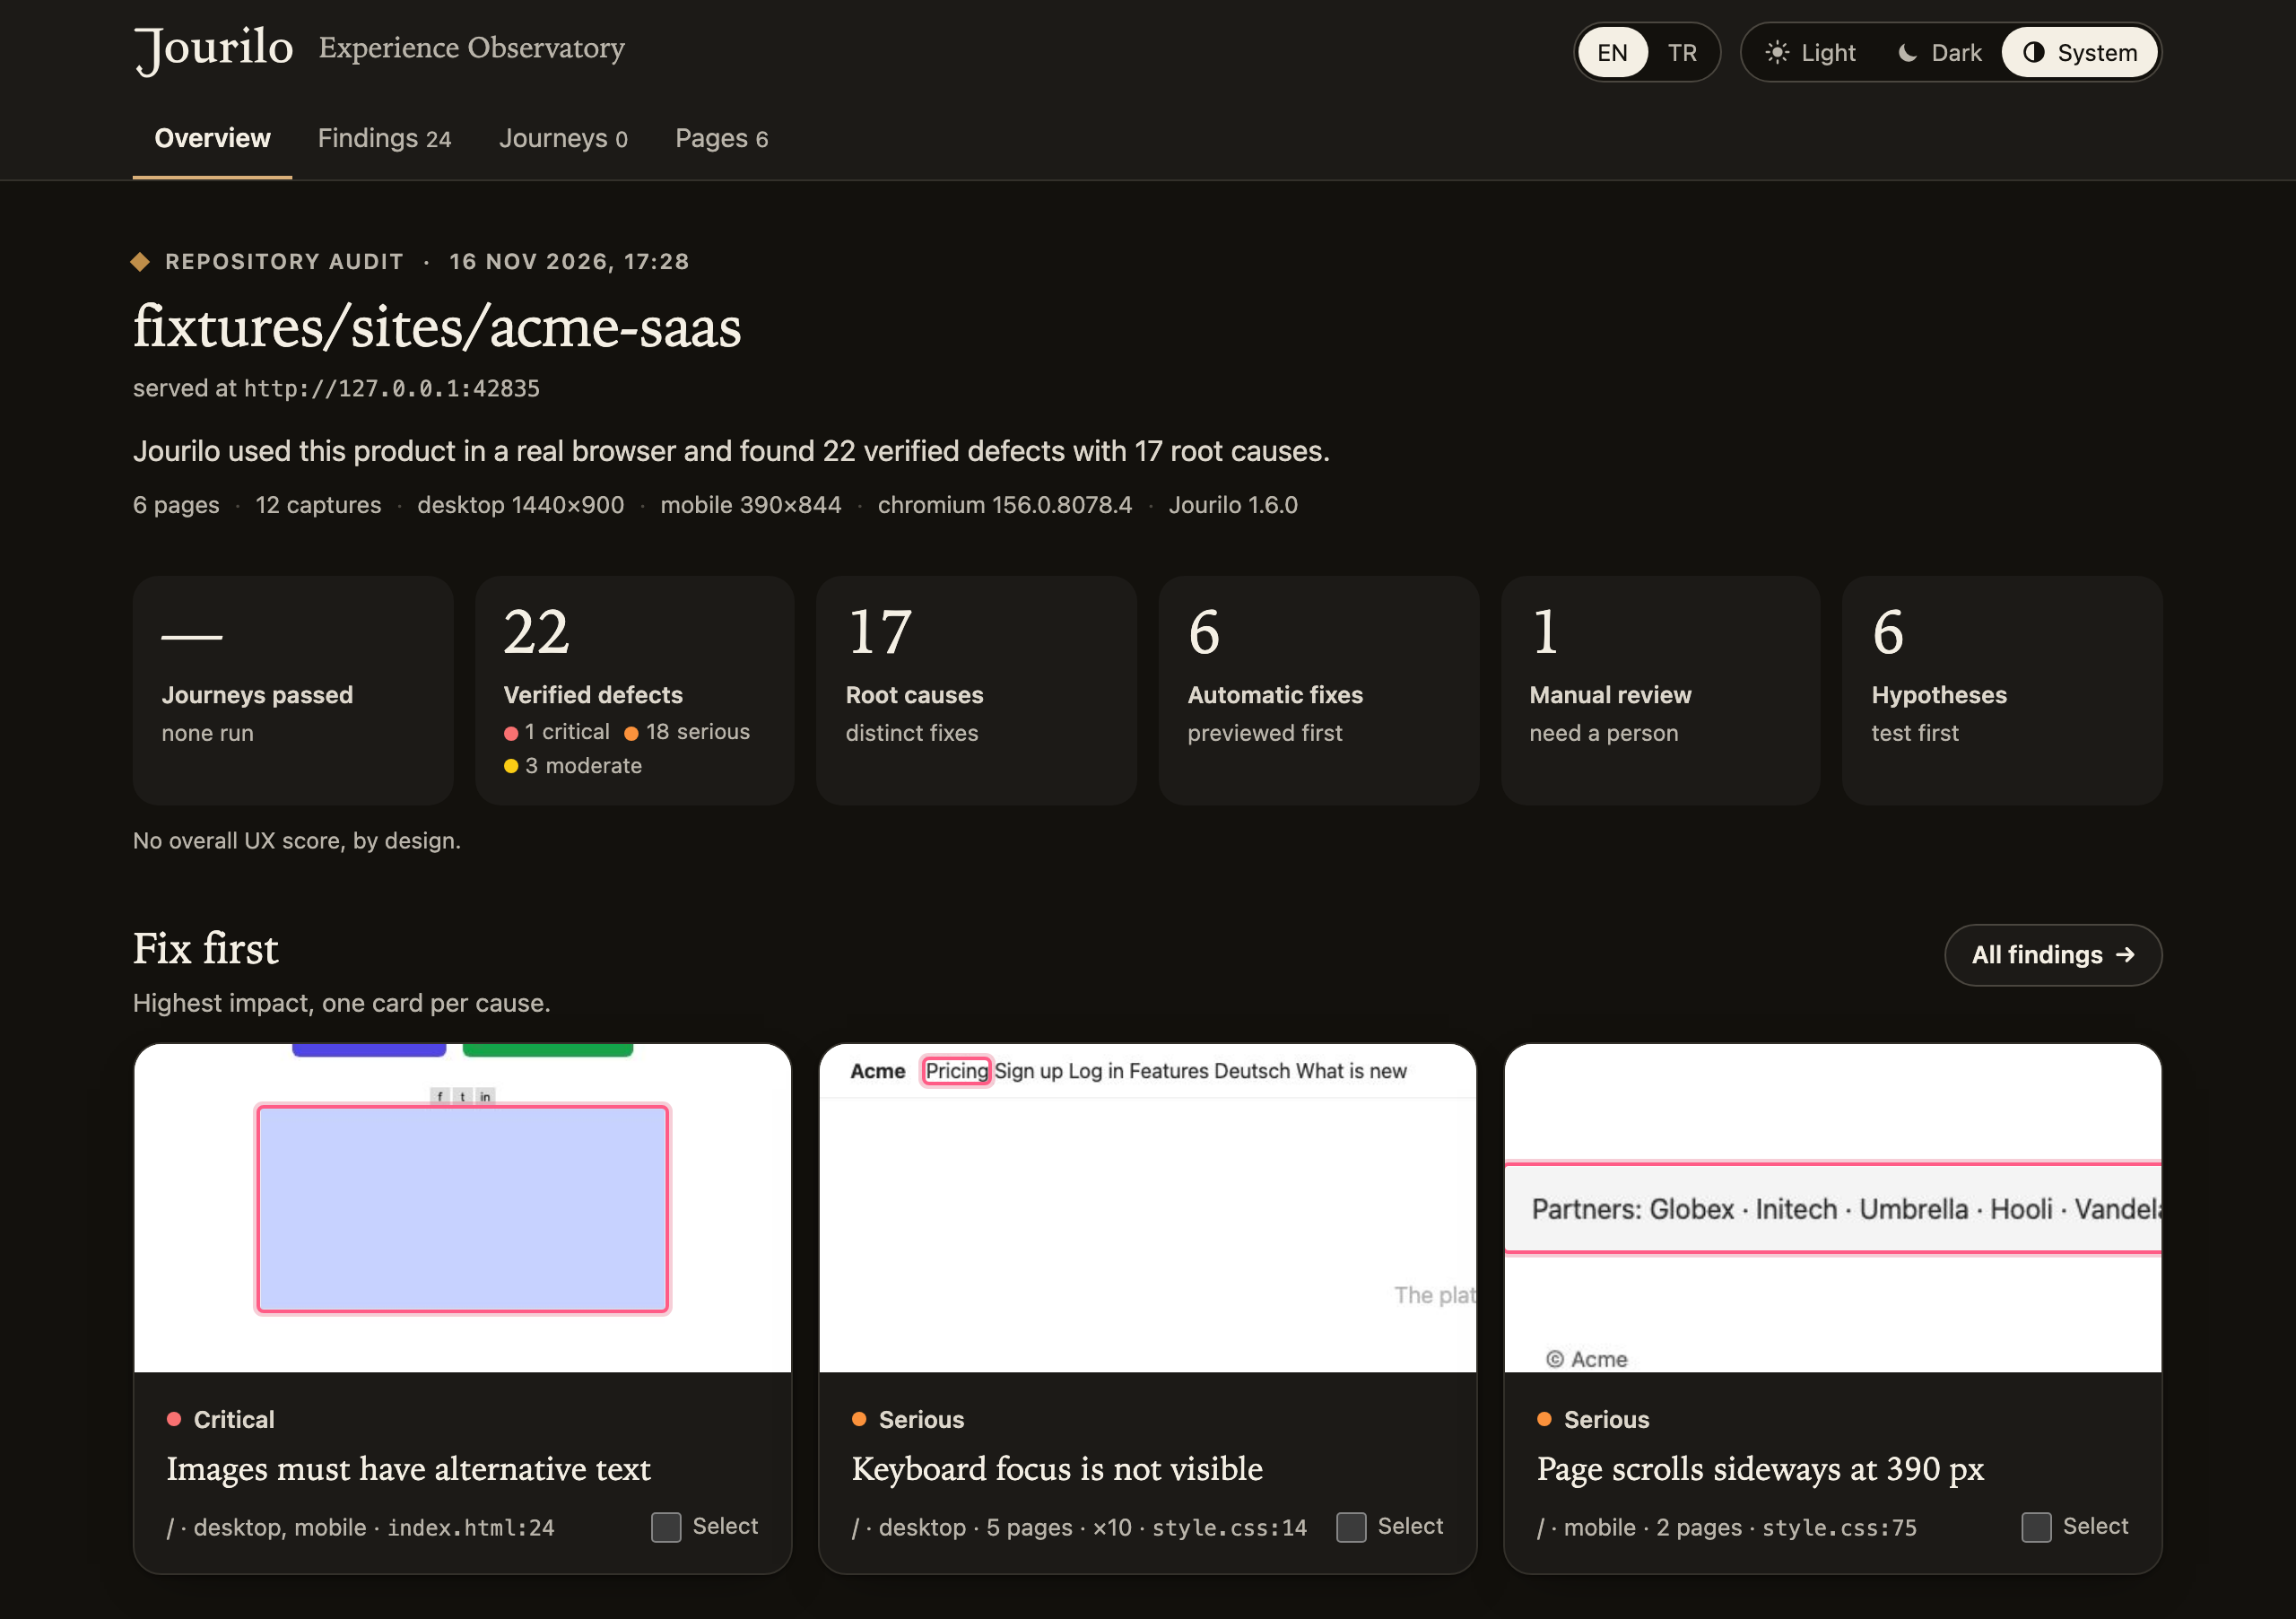 Jourilo Experience Observatory
EN TR Light Dark System
Overview Findings 24 Journeys 0 Pages 6
REPOSITORY AUDIT · 16 NOV 2026, 17:28
fixtures/sites/acme-saas
served at http://127.0.0.1:42835
Jourilo used this product in a real browser and found 22 verified defects with 17 root causes.
6 pages · 12 captures · desktop 1440×900 · mobile 390×844 · chromium 156.0.8078.4 · Jourilo 1.6.0
—
Journeys passed
none run
22
Verified defects
1 critical 18 serious
3 moderate
17
Root causes
distinct fixes
6
Automatic fixes
previewed first
1
Manual review
need a person
6
Hypotheses
test first
No overall UX score, by design.
Fix first
All findings →
Highest impact, one card per cause.
f t in
Critical
Images must have alternative text
/ · desktop, mobile · index.html:24
Select
Acme Pricing Sign up Log in Features Deutsch What is new
The plat
Serious
Keyboard focus is not visible
/ · desktop · 5 pages · ×10 · style.css:14
Select
Partners: Globex · Initech · Umbrella · Hooli · Vandela
© Acme
Serious
Page scrolls sideways at 390 px
/ · mobile · 2 pages · style.css:75
Select